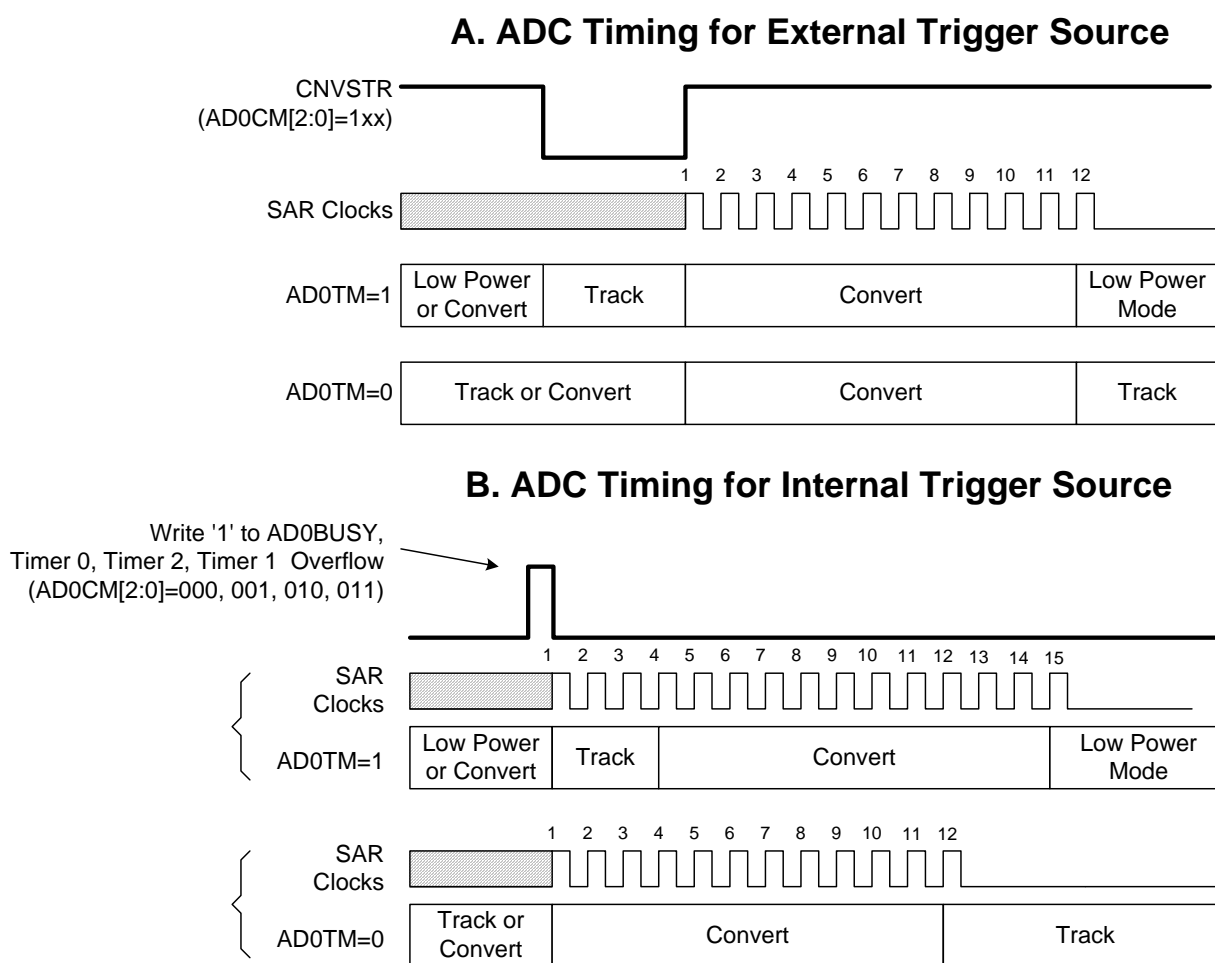 A. ADC Timing for External Trigger Source
CNVSTR
(AD0CM[2:0]=1xx)
1 2 3 4 5 6 7 8 9 10 11 12
SAR Clocks
AD0TM=1
Low Power
or Convert
Track
Convert
Low Power
Mode
AD0TM=0
Track or Convert
Convert
Track
B. ADC Timing for Internal Trigger Source
Write '1' to AD0BUSY,
Timer 0, Timer 2, Timer 1 Overflow
(AD0CM[2:0]=000, 001, 010, 011)
1 2 3 4 5 6 7 8 9 10 11 12 13 14 15
SAR
Clocks
AD0TM=1
Low Power
or Convert
Track
Convert
Low Power
Mode
1 2 3 4 5 6 7 8 9 10 11 12
SAR
Clocks
AD0TM=0
Track or
Convert
Convert
Track